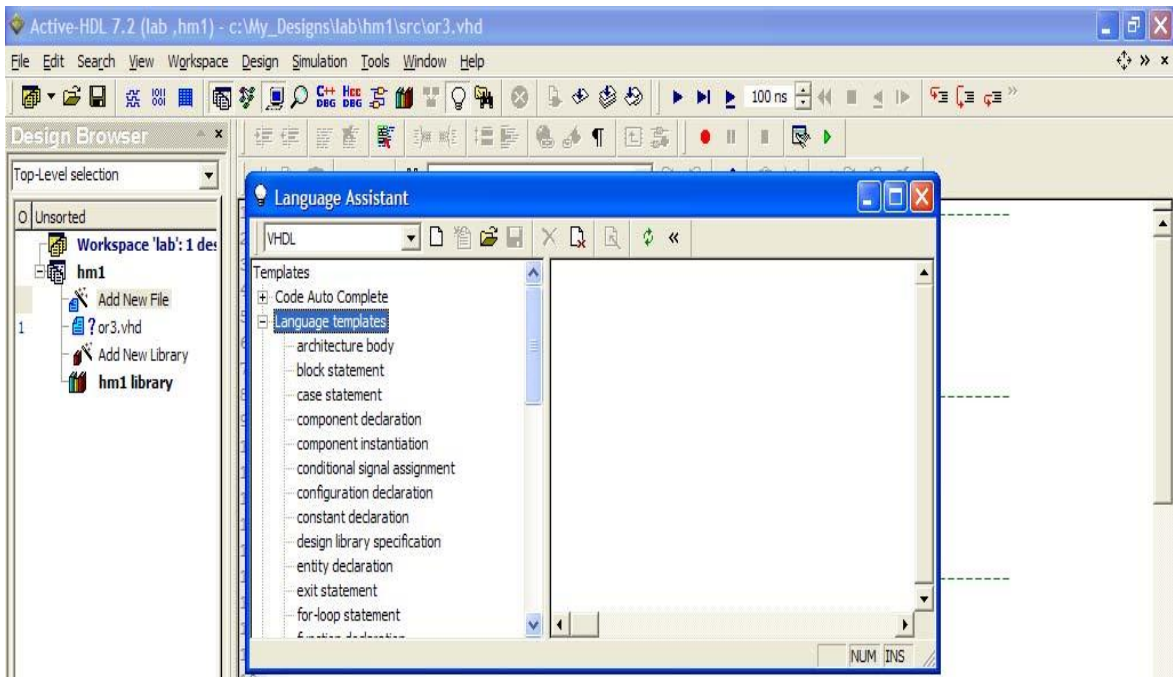 Active-HDL 7.2 (lab ,hm1) - c:\My_Designs\lab\hm1\src\or3.vhd
File Edit Search View Workspace Design Simulation Tools Window Help
100 ns
Design Browser
Top-Level selection
O Unsorted
Workspace 'lab': 1 des
hm1
Add New File
1 ? or3.vhd
Add New Library
hm1 library
Language Assistant
VHDL
Templates
Code Auto Complete
Language templates
architecture body
block statement
case statement
component declaration
component instantiation
conditional signal assignment
configuration declaration
constant declaration
design library specification
entity declaration
exit statement
for-loop statement
NUM INS